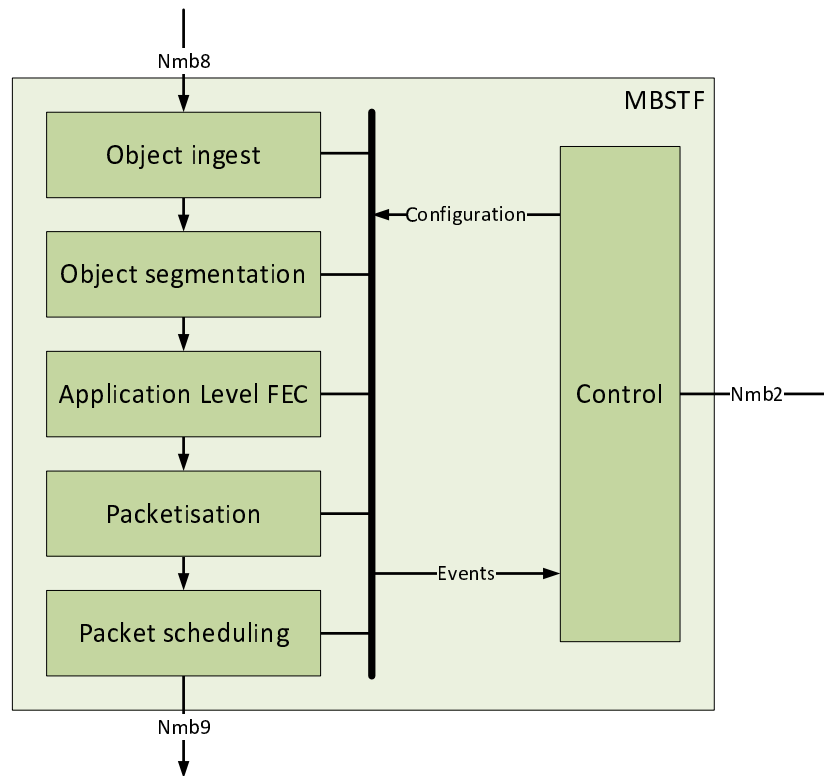 Nmb8
MBSTF
Object ingest
Configuration
Object segmentation
Application Level FEC
Control
Nmb2
Packetisation
Events
Packet scheduling
Nmb9